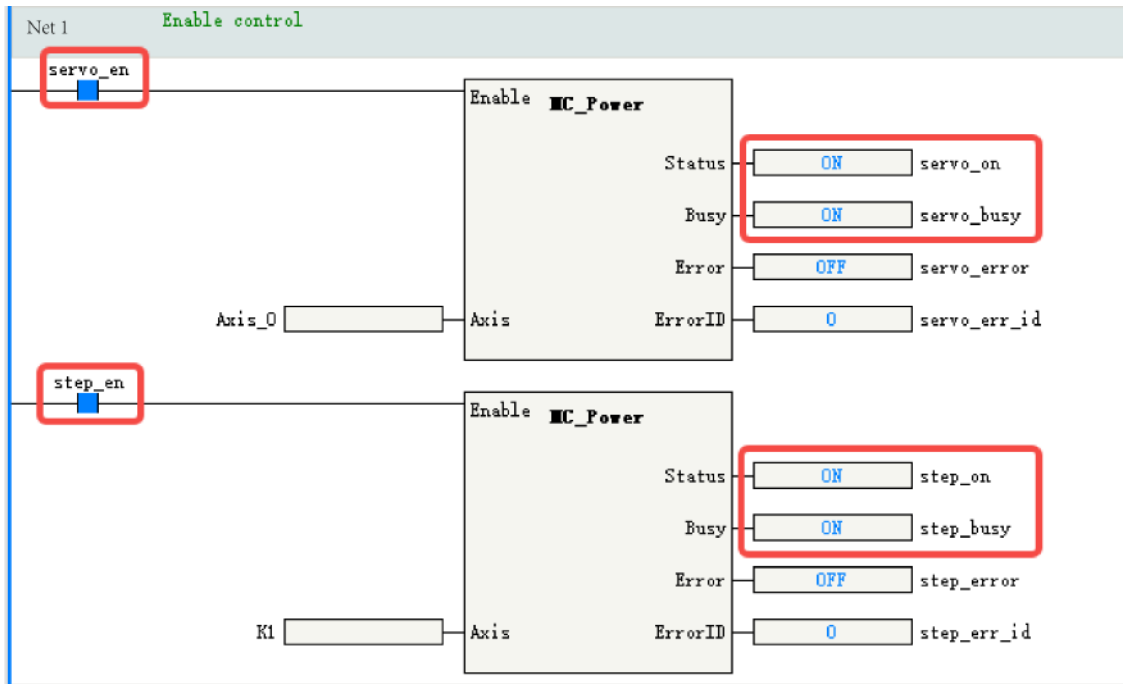 Net 1 Enable control
servo_en
Enable MC_Power
Status ON servo_on
Busy ON servo_busy
Error OFF servo_error
Axis_0 Axis ErrorID 0 servo_err_id
step_en
Enable MC_Power
Status ON step_on
Busy ON step_busy
Error OFF step_error
K1 Axis ErrorID 0 step_err_id